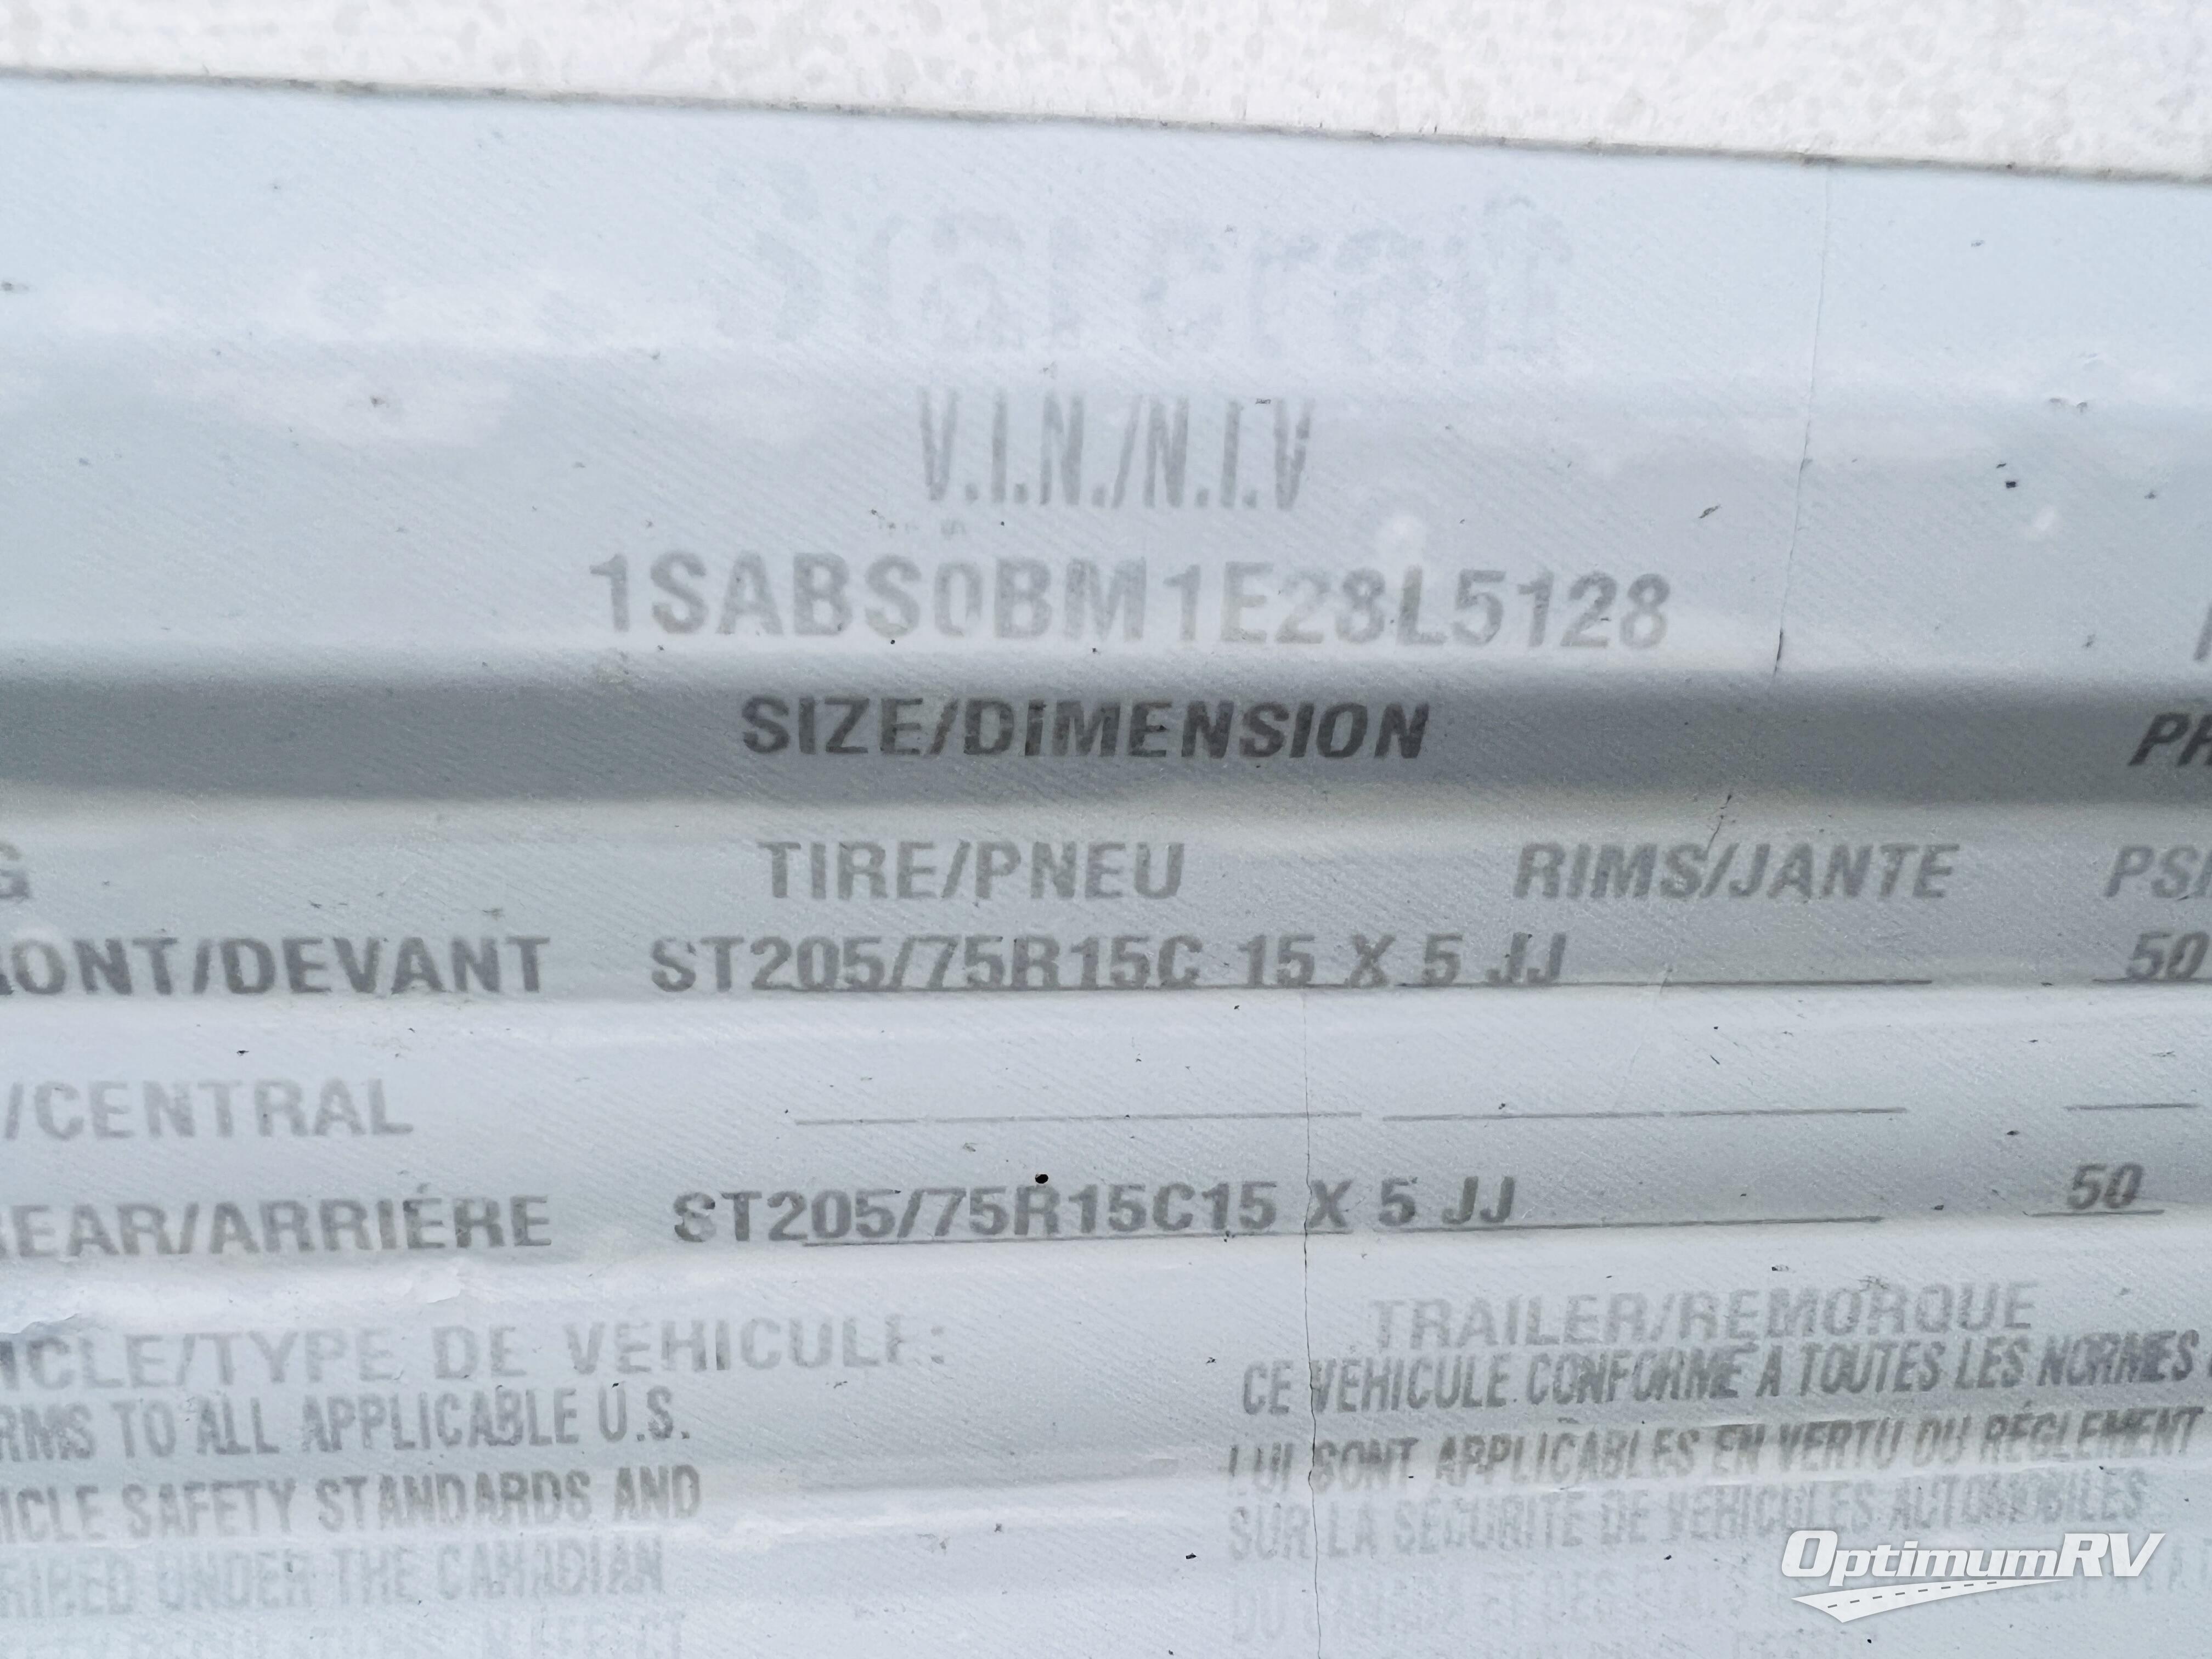 V.I.N./N.I.V
1SABS0BM1E28L5128
SIZE/DIMENSION
TIRE/PNEU RIMS/JANTE PSI/
ONT/DEVANT ST205/75R15C 15 X 5 JJ 50
/CENTRAL
EAR/ARRIÉRE ST205/75R15C15 X 5 JJ 50
ICLE/TYPE DE VEHICULE: TRAILER/REMORQUE
RMS TO ALL APPLICABLE U.S. CE VEHICULE CONFORME A TOUTES LES NORMES
ICLE SAFETY STANDARDS AND LUI SONT APPLICABLES EN VERTU DU RÉGLEMENT
RIBED UNDER THE CANADIAN SUR LA SECURITE DE VEHICULES AUTOMOBILES
OptimumRV